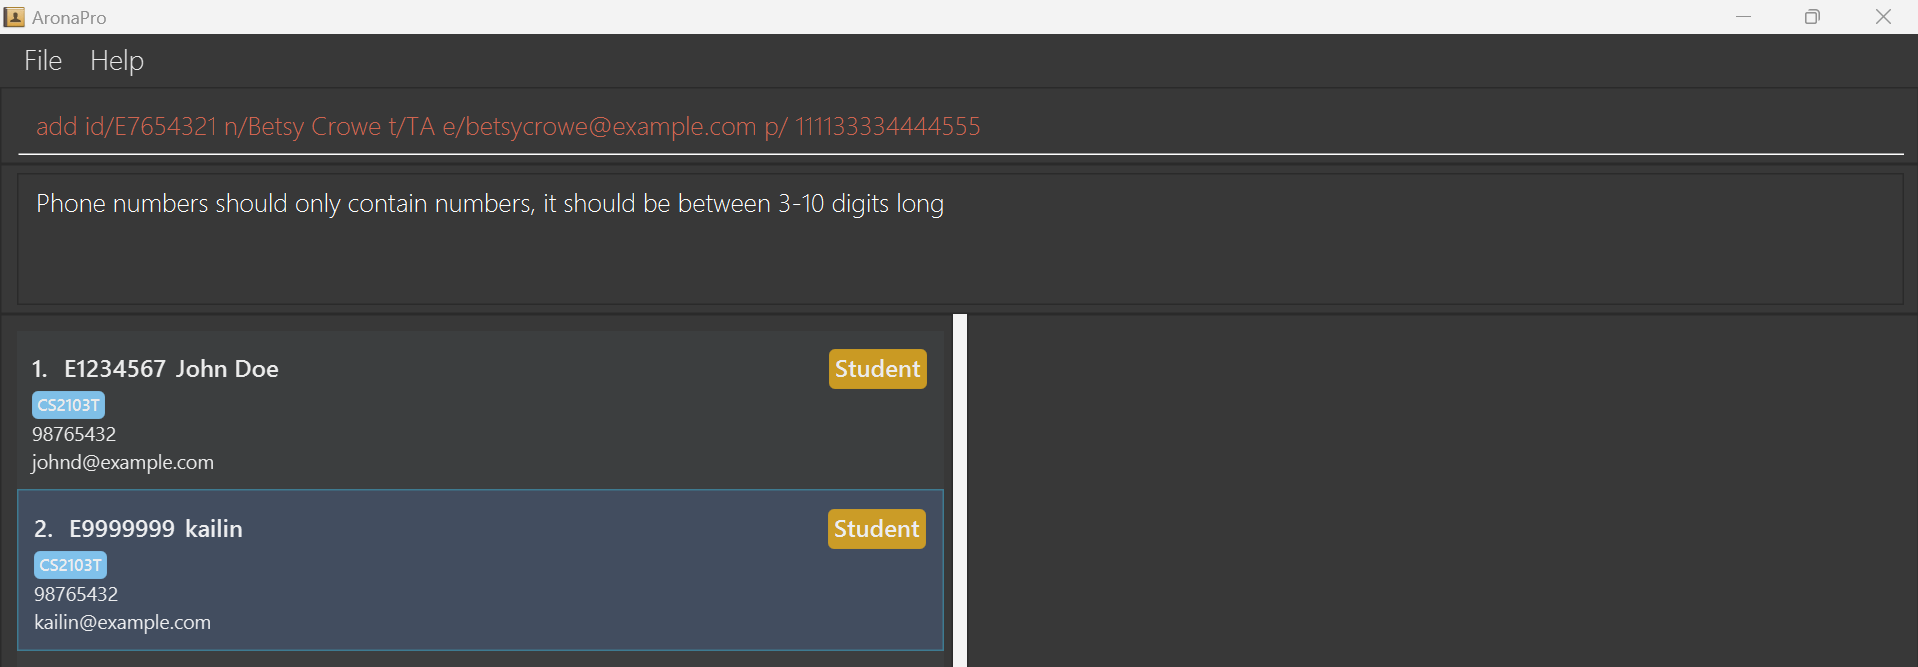 AronaPro
File Help
add id/E7654321 n/Betsy Crowe t/TA e/betsycrowe@example.com p/ 111133334444555
Phone numbers should only contain numbers, it should be between 3-10 digits long
1. E1234567 John Doe Student
CS2103T
98765432
johnd@example.com
2. E9999999 kailin Student
CS2103T
98765432
kailin@example.com